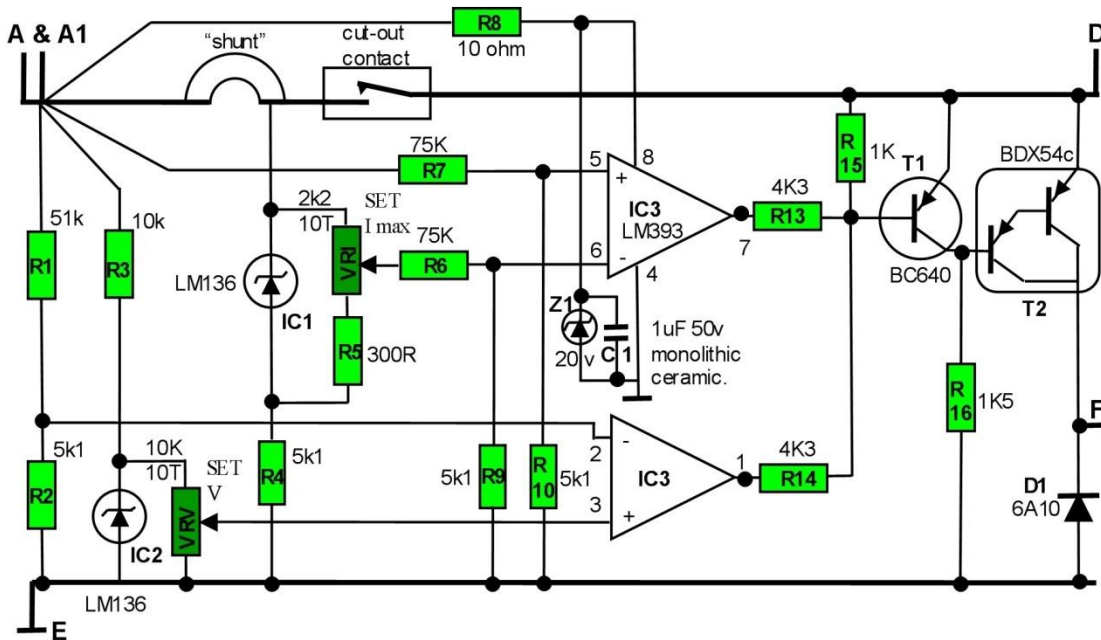 A & A1
"shunt"
R8
10 ohm
cut-out
contact
D
75K
R7
5
+
8
R
15
1K
T1
BDX54c
51k
10k
2k2
10T
SET
I max
IC3
LM393
4K3
R13
7
R1
R3
LM136
IC1
VRI
75K
R6
6
-
4
BC640
T2
R5
300R
Z1
20 v
C 1
1uF 50v
monolithic
ceramic.
R
16
1K5
F
5k1
R2
10K
10T
SET
V
R4
5k1
5k1
R9
R
10
5k1
-
2
IC3
3
+
1
4K3
R14
D1
6A10
IC2
VRV
LM136
E